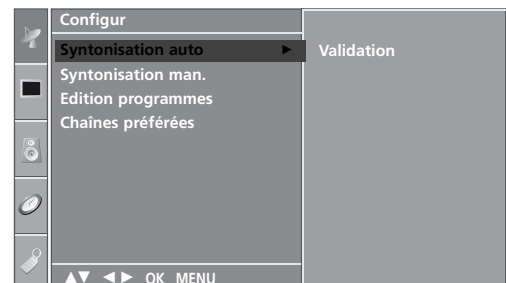 Configur
Syntonisation auto ► Validation
Syntonisation man.
Edition programmes
Chaînes préférées
▲▼ ◄► OK MENU